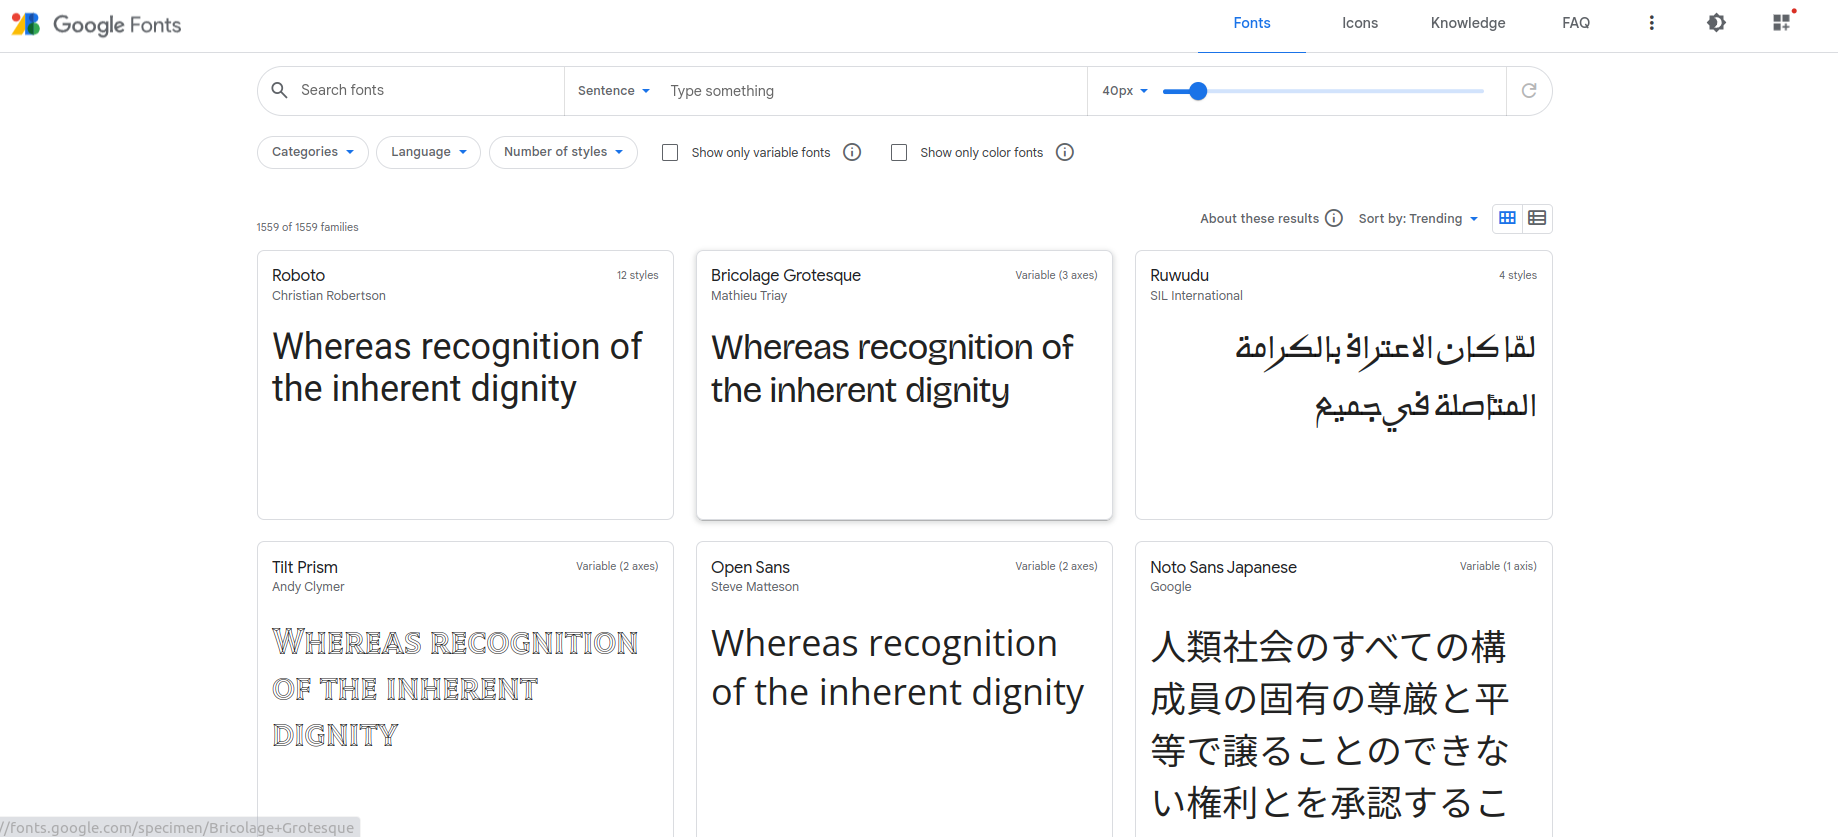 Google Fonts
Fonts
Icons
Knowledge
FAQ
Search fonts
Sentence
Type something
40px
Categories
Language
Number of styles
Show only variable fonts
Show only color fonts
1559 of 1559 families
About these results
Sort by: Trending
Roboto
12 styles
Christian Robertson
Whereas recognition of
the inherent dignity
Bricolage Grotesque
Variable (3 axes)
Mathieu Triay
Whereas recognition of
the inherent dignity
Ruwudu
4 styles
SIL International
لمّا كان الاعتراف بالكرامة
المتأصلة في جميع
Tilt Prism
Variable (2 axes)
Andy Clymer
Whereas recognition
of the inherent
dignity
Open Sans
Variable (2 axes)
Steve Matteson
Whereas recognition
of the inherent dignity
Noto Sans Japanese
Variable (1 axis)
Google
人類社会のすべての構
成員の固有の尊厳と平
等で譲ることのできな
い権利とを承認するこ
//fonts.google.com/specimen/Bricolage+Grotesque